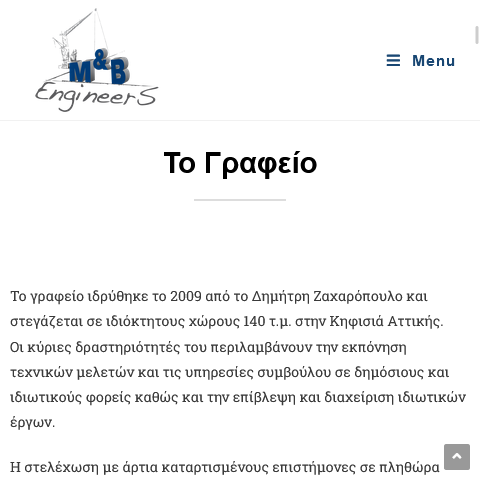 M&B
Engineers
Menu
Το Γραφείο
Το γραφείο ιδρύθηκε το 2009 από το Δημήτρη Ζαχαρόπουλο και
στεγάζεται σε ιδιόκτητους χώρους 140 τ.μ. στην Κηφισιά Αττικής.
Οι κύριες δραστηριότητές του περιλαμβάνουν την εκπόνηση
τεχνικών μελετών και τις υπηρεσίες συμβούλου σε δημόσιους και
ιδιωτικούς φορείς καθώς και την επίβλεψη και διαχείριση ιδιωτικών
έργων.
Η στελέχωση με άρτια καταρτισμένους επιστήμονες σε πληθώρα